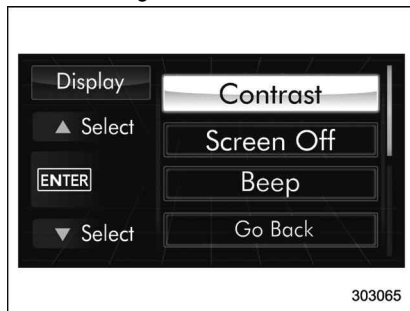 Display
▲ Select
ENTER
▼ Select
Contrast
Screen Off
Beep
Go Back
303065